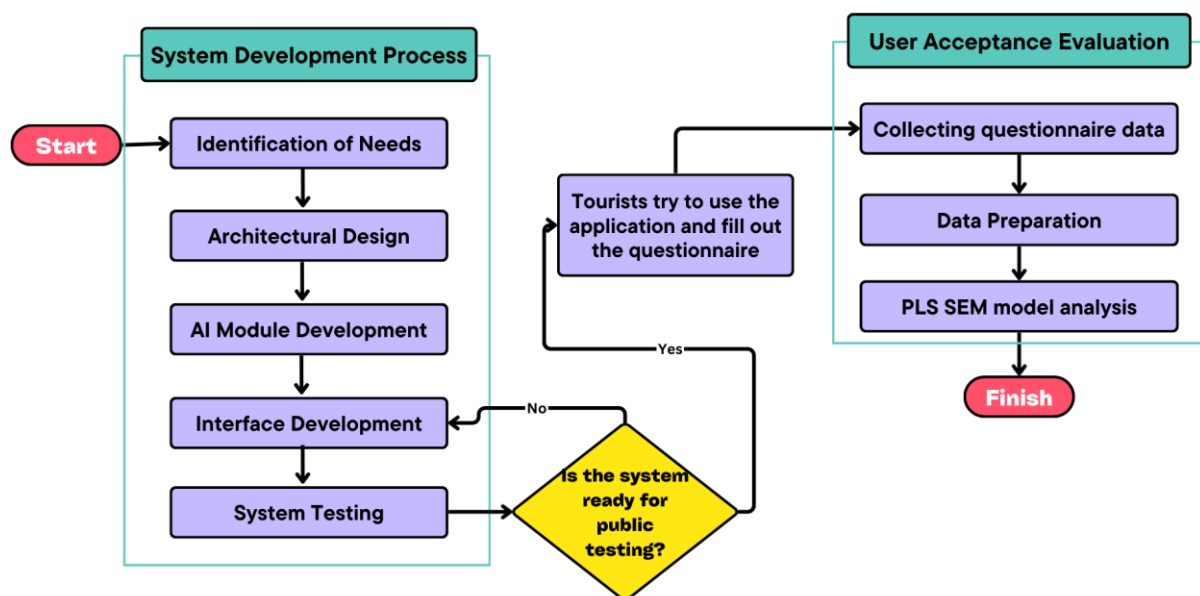 System Development Process
Start
Identification of Needs
Architectural Design
AI Module Development
Interface Development
System Testing
No
Is the system
ready for
public
testing?
Yes
Tourists try to use the
application and fill out
the questionnaire
User Acceptance Evaluation
Collecting questionnaire data
Data Preparation
PLS SEM model analysis
Finish